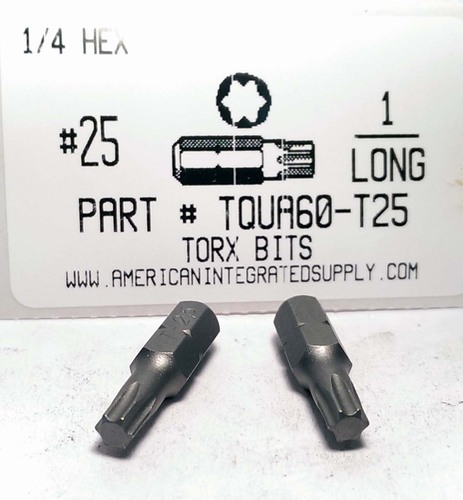 1/4 HEX
#25
1
LONG
PART # TQUA60-T25
TORX BITS
WWW.AMERICANINTEGRATEDSUPPLY.COM